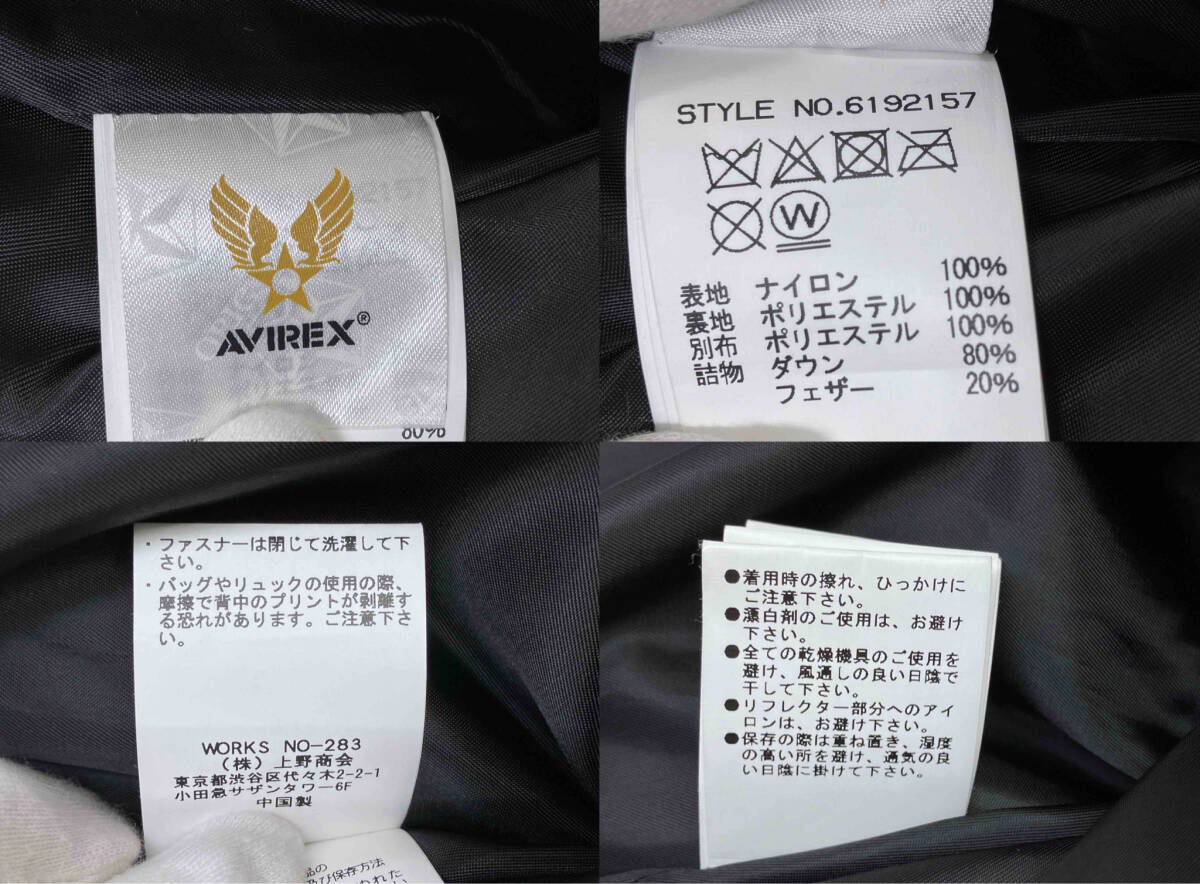 AVIREX®
80%
STYLE NO.6192157
W
表地 ナイロン 100%
裏地 ポリエステル 100%
別布 ポリエステル 100%
詰物 ダウン 80%
フェザー 20%
・ファスナーは閉じて洗濯して下
さい。
・バッグやリュックの使用の際、
摩擦で背中のプリントが剥離す
る恐れがあります。ご注意下さ
い。
WORKS NO-283
(株)上野商会
東京都渋谷区代々木2-2-1
小田急サザンタワー6F
中国製
品の
及び保存方法
●着用時の擦れ、ひっかけに
ご注意下さい。
●漂白剤のご使用は、お避け
下さい。
●全ての乾燥機具のご使用を
避け、風通しの良い日陰で
干して下さい。
●リフレクター部分へのアイ
ロンは、お避け下さい。
●保存の際は重ね置き、湿度
の高い所を避け、通気の良
い日陰に掛けて下さい。